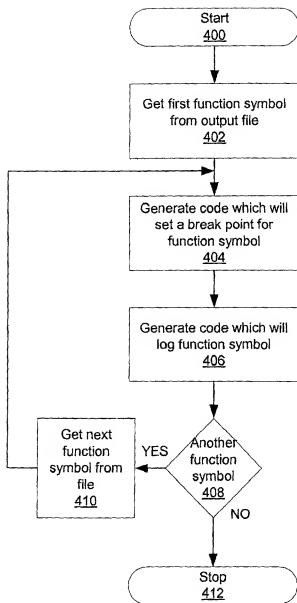 Start
400
Get first function symbol
from output file
402
Generate code which will
set a break point for
function symbol
404
Generate code which will
log function symbol
406
Another
function
symbol
408
YES
Get next
function
symbol from
file
410
NO
Stop
412